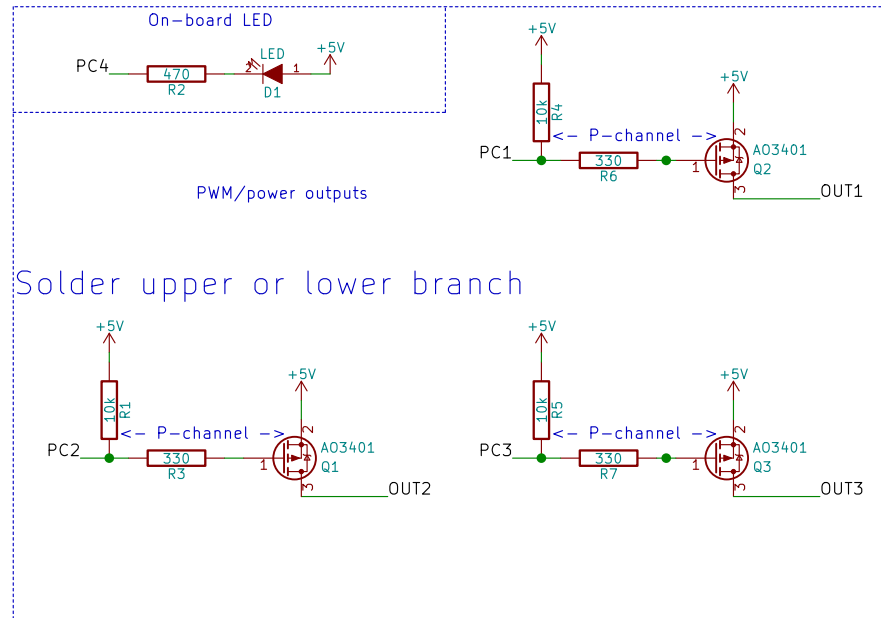 On-board LED
PC4
470
R2
LED
2
1
D1
+5V
PWM/power outputs
+5V
10k
R4
<- P-channel ->
PC1
330
R6
1
+5V
2
AO3401
Q2
3
OUT1
Solder upper or lower branch
+5V
10k
R1
<- P-channel ->
PC2
330
R3
1
+5V
2
AO3401
Q1
3
OUT2
+5V
10k
R5
<- P-channel ->
PC3
330
R7
1
+5V
2
AO3401
Q3
3
OUT3